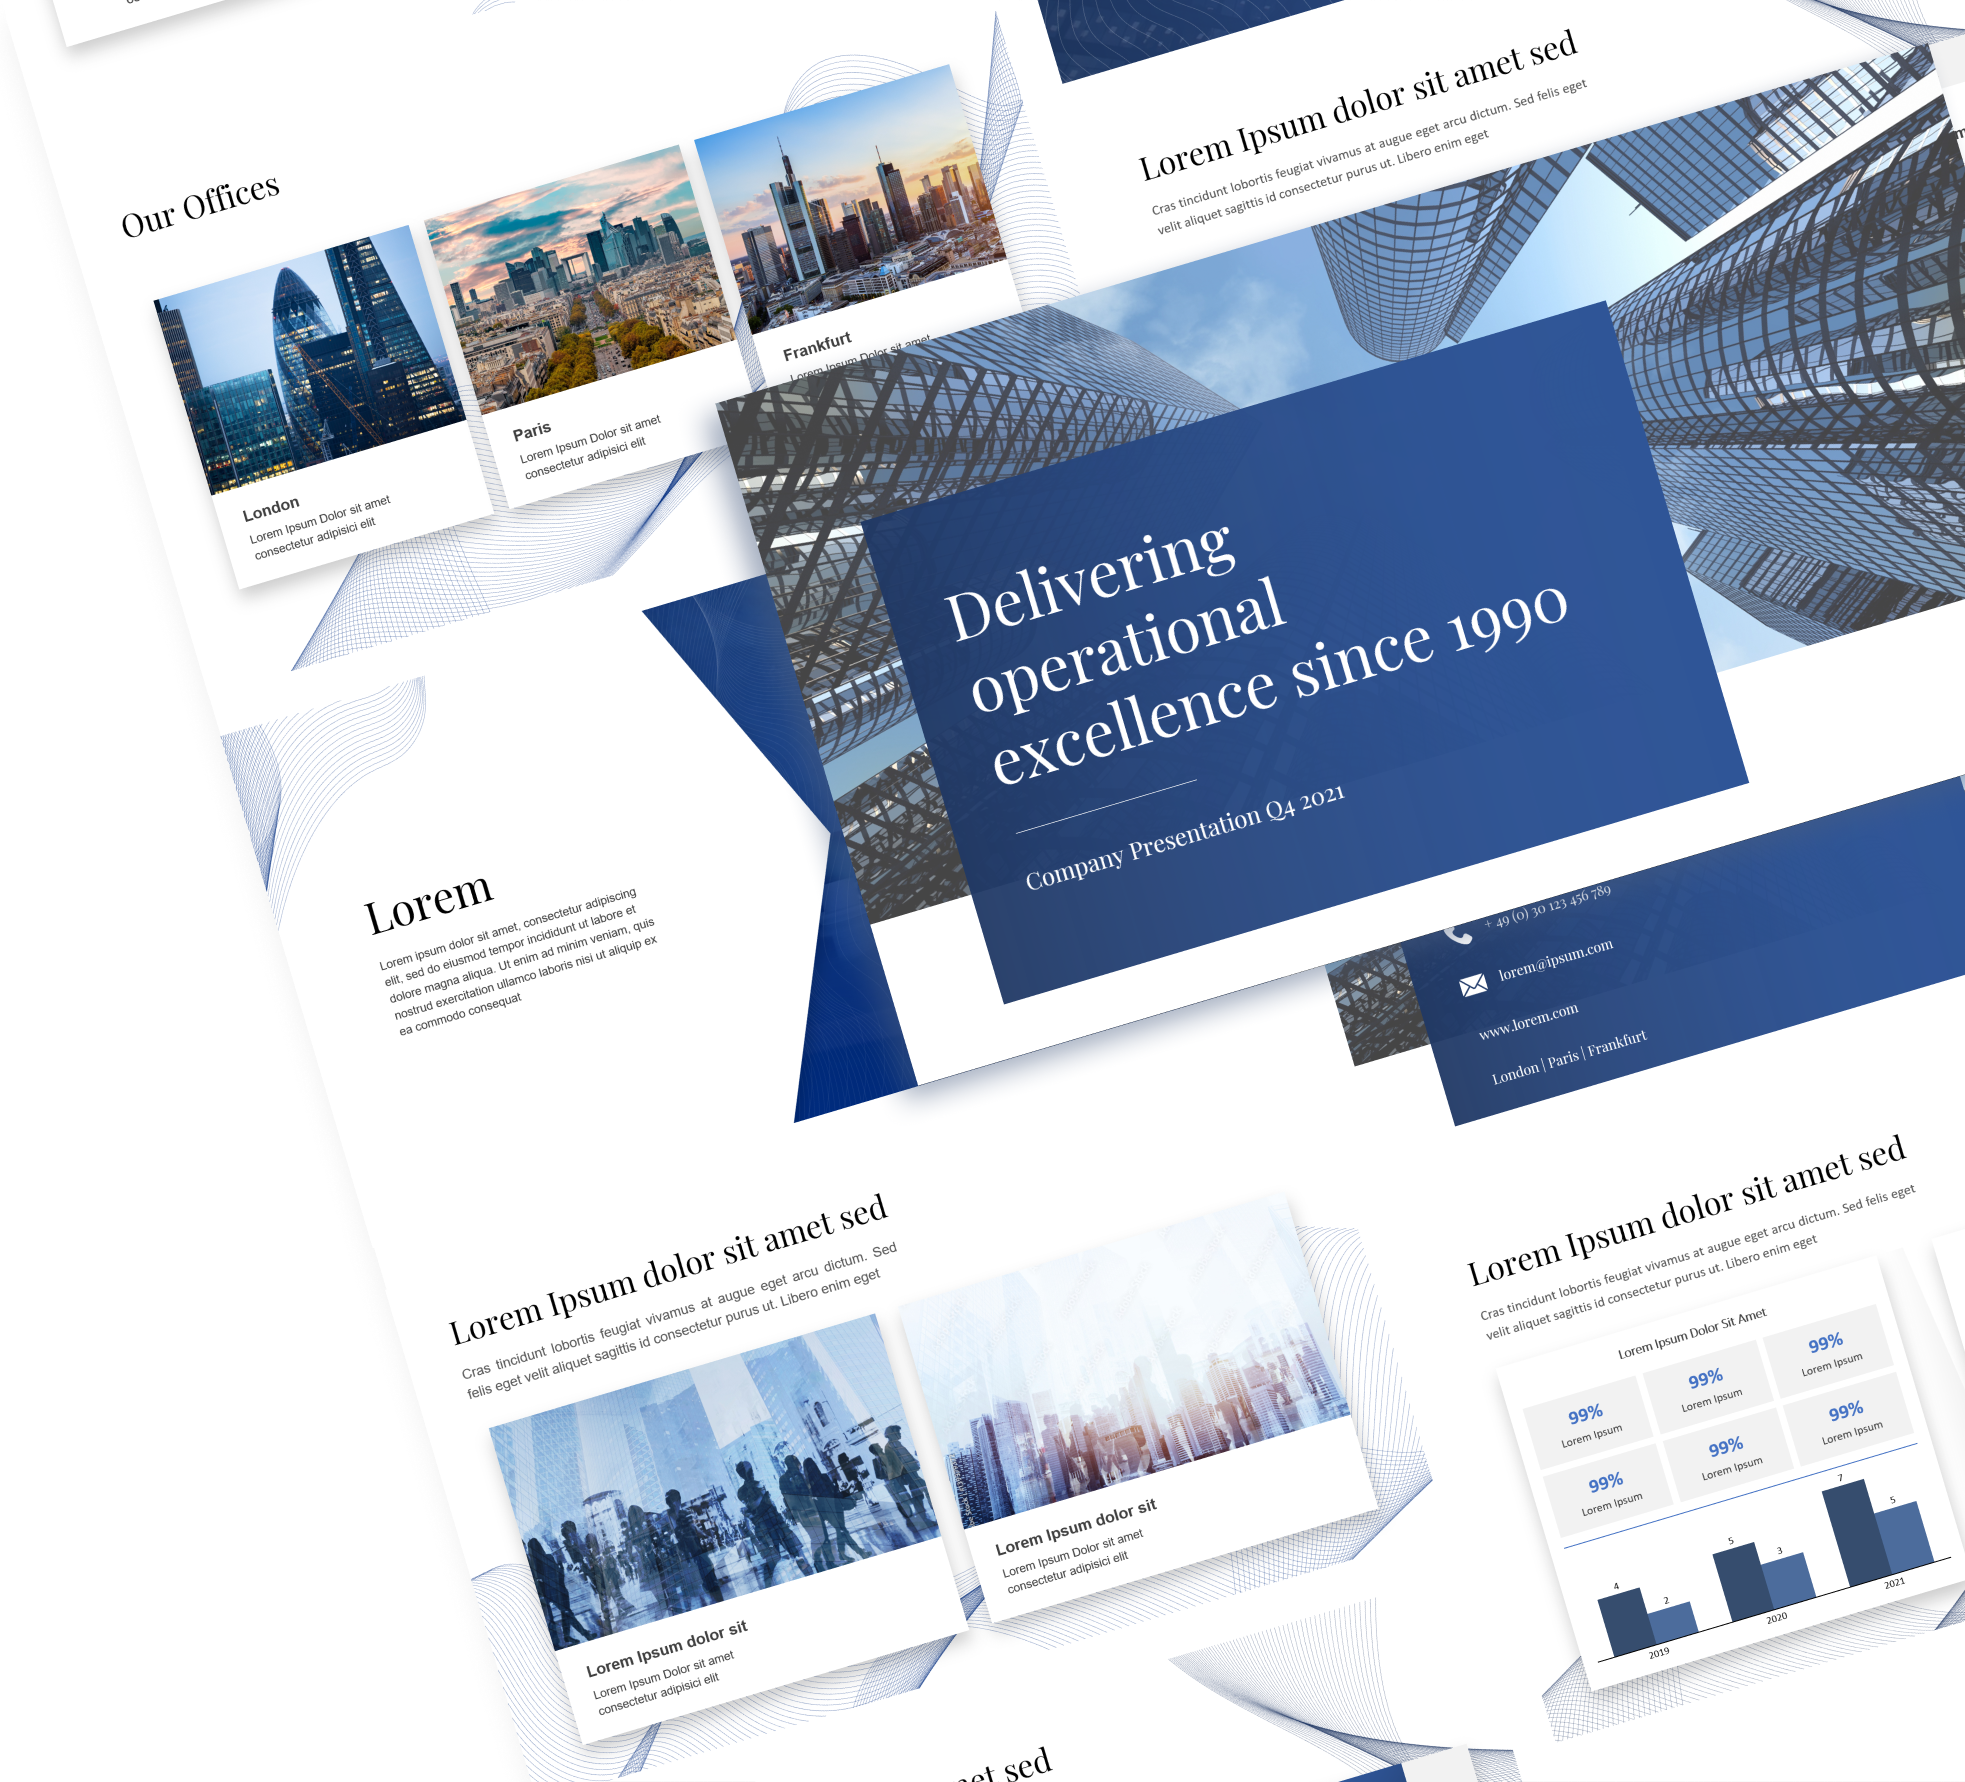 Our Offices
London
Lorem Ipsum Dolor sit amet
consectetur adipisici elit
Paris
Lorem Ipsum Dolor sit amet
consectetur adipisici elit
Frankfurt
Lorem Ipsum Dolor sit amet
Lorem Ipsum dolor sit amet sed
Cras tincidunt lobortis feugiat vivamus at augue eget arcu dictum. Sed felis eget
velit aliquet sagittis id consectetur purus ut. Libero enim eget
Delivering
operational
excellence since 1990
Company Presentation Q4 2021
Lorem
Lorem ipsum dolor sit amet, consectetur adipiscing
elit, sed do eiusmod tempor incididunt ut labore et
dolore magna aliqua. Ut enim ad minim veniam, quis
nostrud exercitation ullamco laboris nisi ut aliquip ex
ea commodo consequat
+ 49 (0) 30 123 456 789
lorem@ipsum.com
www.lorem.com
London | Paris | Frankfurt
Lorem Ipsum dolor sit amet sed
Cras tincidunt lobortis feugiat vivamus at augue eget arcu dictum. Sed
felis eget velit aliquet sagittis id consectetur purus ut. Libero enim eget
Lorem Ipsum dolor sit
Lorem Ipsum Dolor sit amet
consectetur adipisici elit
Lorem Ipsum dolor sit
Lorem Ipsum Dolor sit amet
consectetur adipisici elit
Lorem Ipsum dolor sit amet sed
Cras tincidunt lobortis feugiat vivamus at augue eget arcu dictum. Sed felis eget
velit aliquet sagittis id consectetur purus ut. Libero enim eget
Lorem Ipsum Dolor Sit Amet
99%
Lorem Ipsum
99%
Lorem Ipsum
99%
Lorem Ipsum
99%
Lorem Ipsum
99%
Lorem Ipsum
99%
Lorem Ipsum
4
2
5
3
7
5
2019
2020
2021
sed